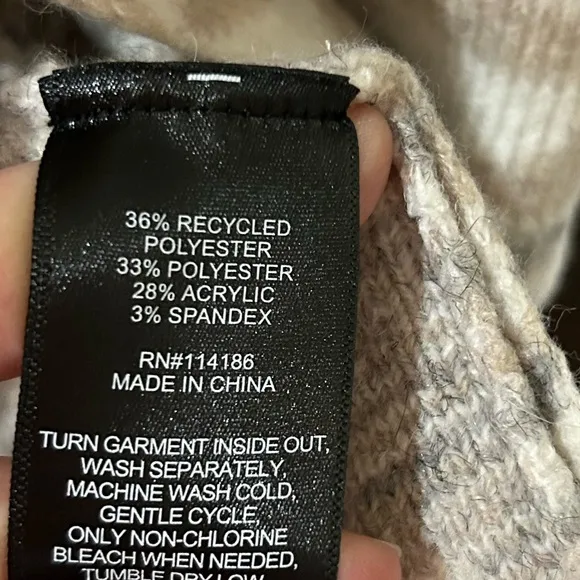 36% RECYCLED
POLYESTER
33% POLYESTER
28% ACRYLIC
3% SPANDEX
RN#114186
MADE IN CHINA
TURN GARMENT INSIDE OUT,
WASH SEPARATELY,
MACHINE WASH COLD,
GENTLE CYCLE,
ONLY NON-CHLORINE
BLEACH WHEN NEEDED,
TUMBLE DRY LOW